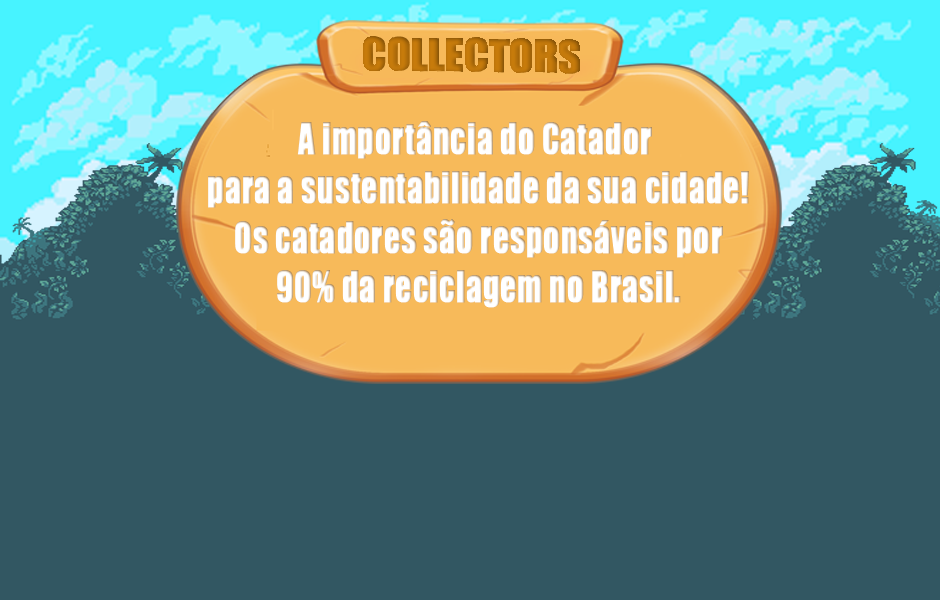 COLLECTORS
A importância do Catador
para a sustentabilidade da sua cidade!
Os catadores são responsáveis por
90% da reciclagem no Brasil.